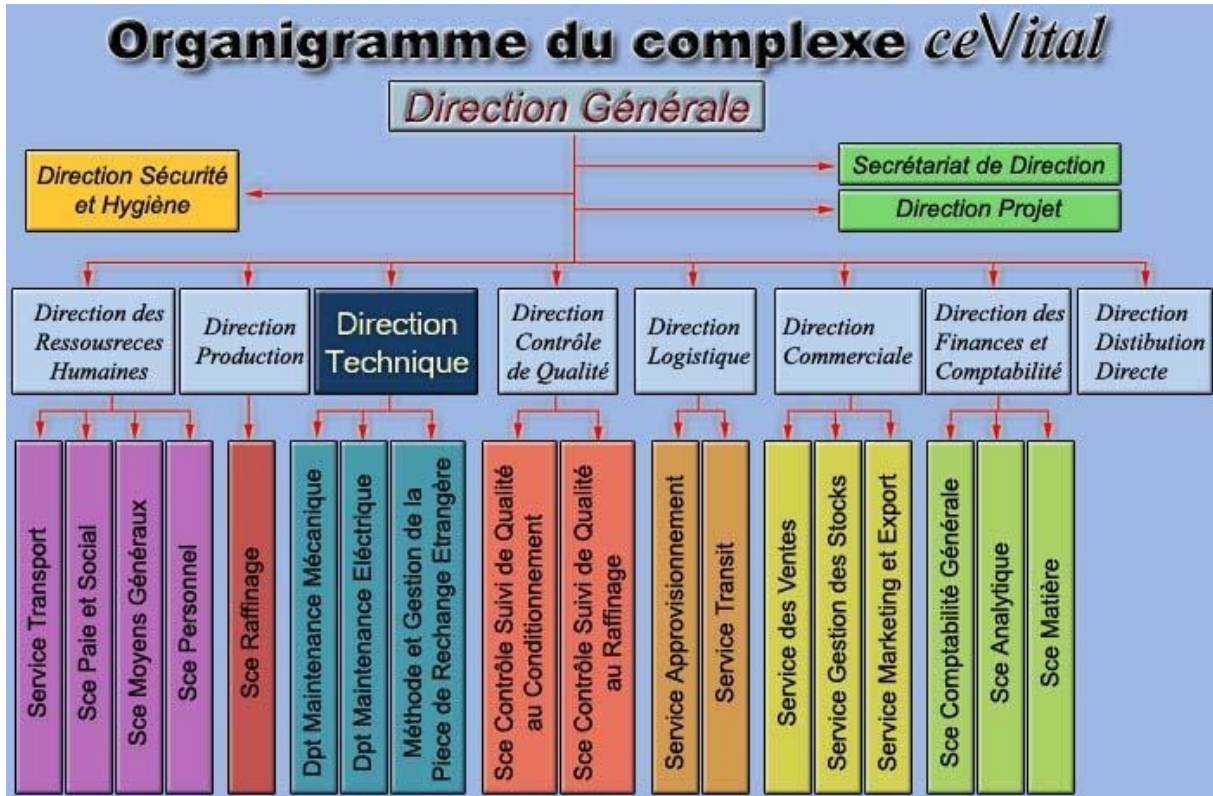 Organigramme du complexe ceVital
Direction Générale
Direction Sécurité
et Hygiène
Secrétariat de Direction
Direction Projet
Direction des
Ressousreces
Humaines
Direction
Production
Direction
Technique
Direction
Contrôle
de Qualité
Direction
Logistique
Direction
Commerciale
Direction des
Finances et
Comptabilité
Direction
Distibution
Directe
Service Transport
Sce Paie et Social
Sce Moyens Généraux
Sce Personnel
Sce Raffinage
Dpt Maintenance Mécanique
Dpt Maintenance Eléctrique
Méthode et Gestion de la
Piece de Rechange Etrangère
Sce Contrôle Suivi de Qualité
au Conditionnement
Sce Contrôle Suivi de Qualité
au Raffinage
Service Approvisionnement
Service Transit
Service des Ventes
Service Gestion des Stocks
Service Marketing et Export
Sce Comptabilité Générale
Sce Analytique
Sce Matière